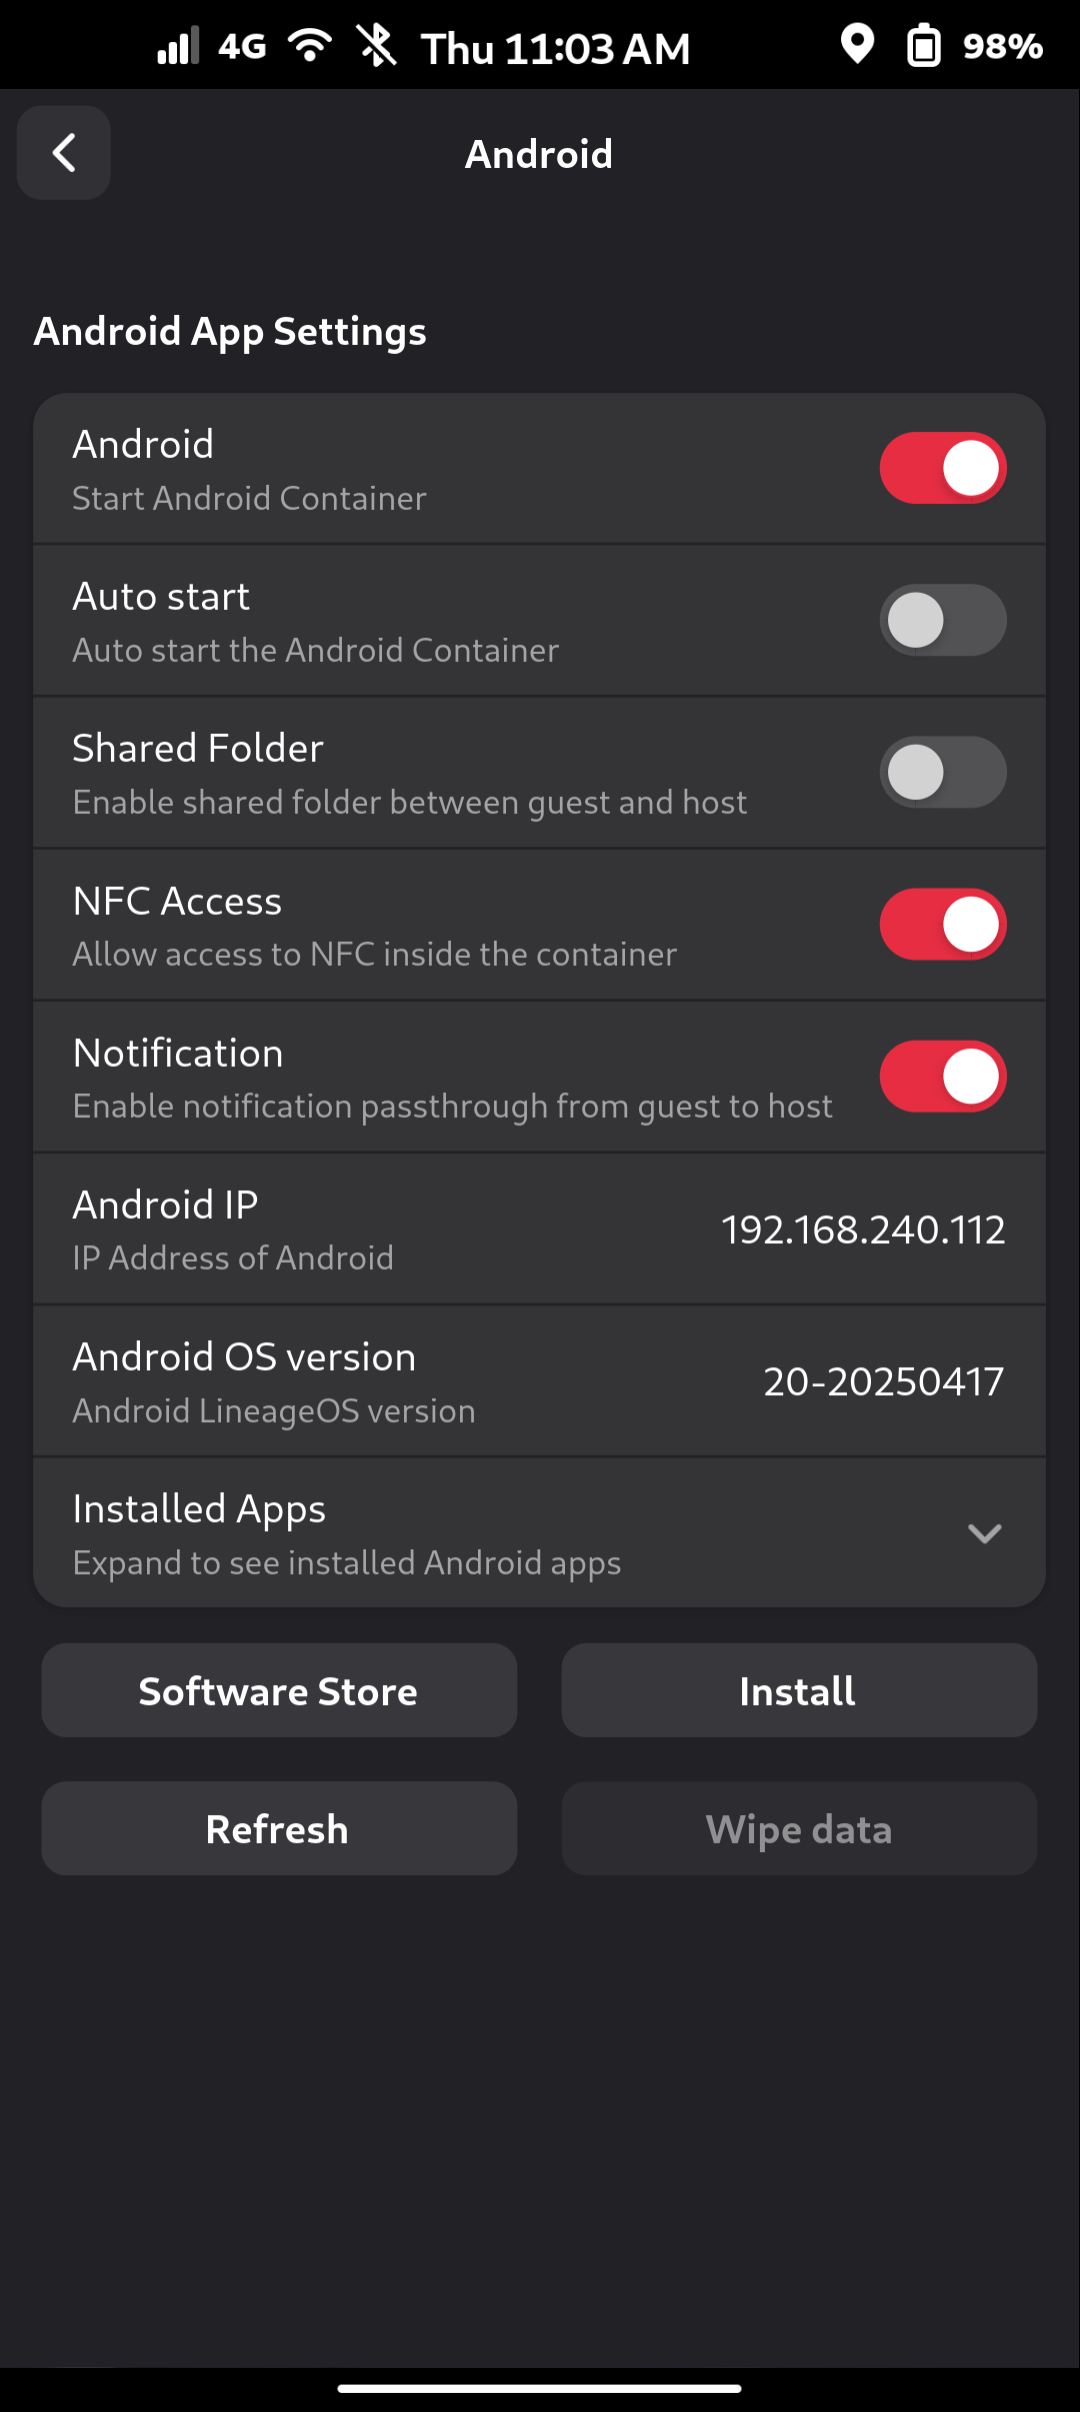 4G Thu 11:03 AM 98%
Android
Android App Settings
Android
Start Android Container
Auto start
Auto start the Android Container
Shared Folder
Enable shared folder between guest and host
NFC Access
Allow access to NFC inside the container
Notification
Enable notification passthrough from guest to host
Android IP
IP Address of Android
192.168.240.112
Android OS version
Android LineageOS version
20-20250417
Installed Apps
Expand to see installed Android apps
Software Store
Install
Refresh
Wipe data